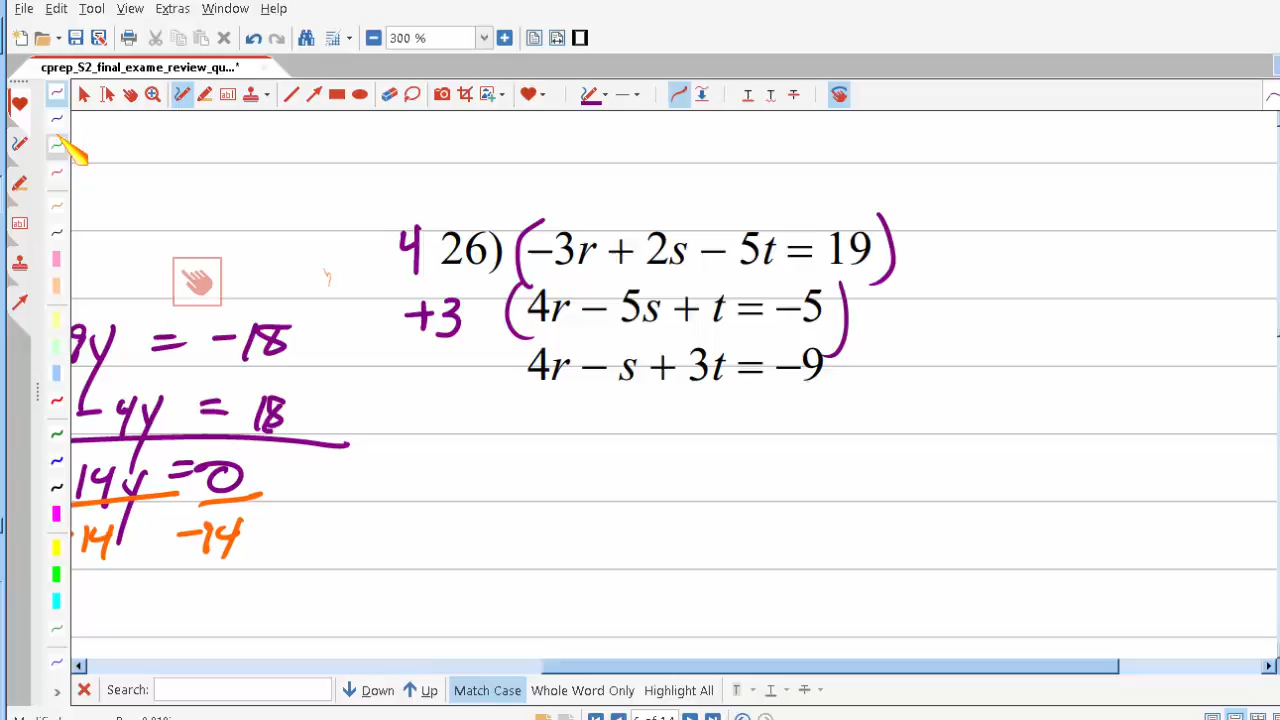 File Edit View Tools Extras Window Help
300 %
cprep_S2_final_exame_review_qu...*
4 26) (-3r + 2s − 5t = 19)
+3 (4r − 5s + t = −5)
4r − s + 3t = −9
9y = -18
4y = 18
14y = 0
14 -14
Search: Down Up Match Case Whole Word Only Highlight All